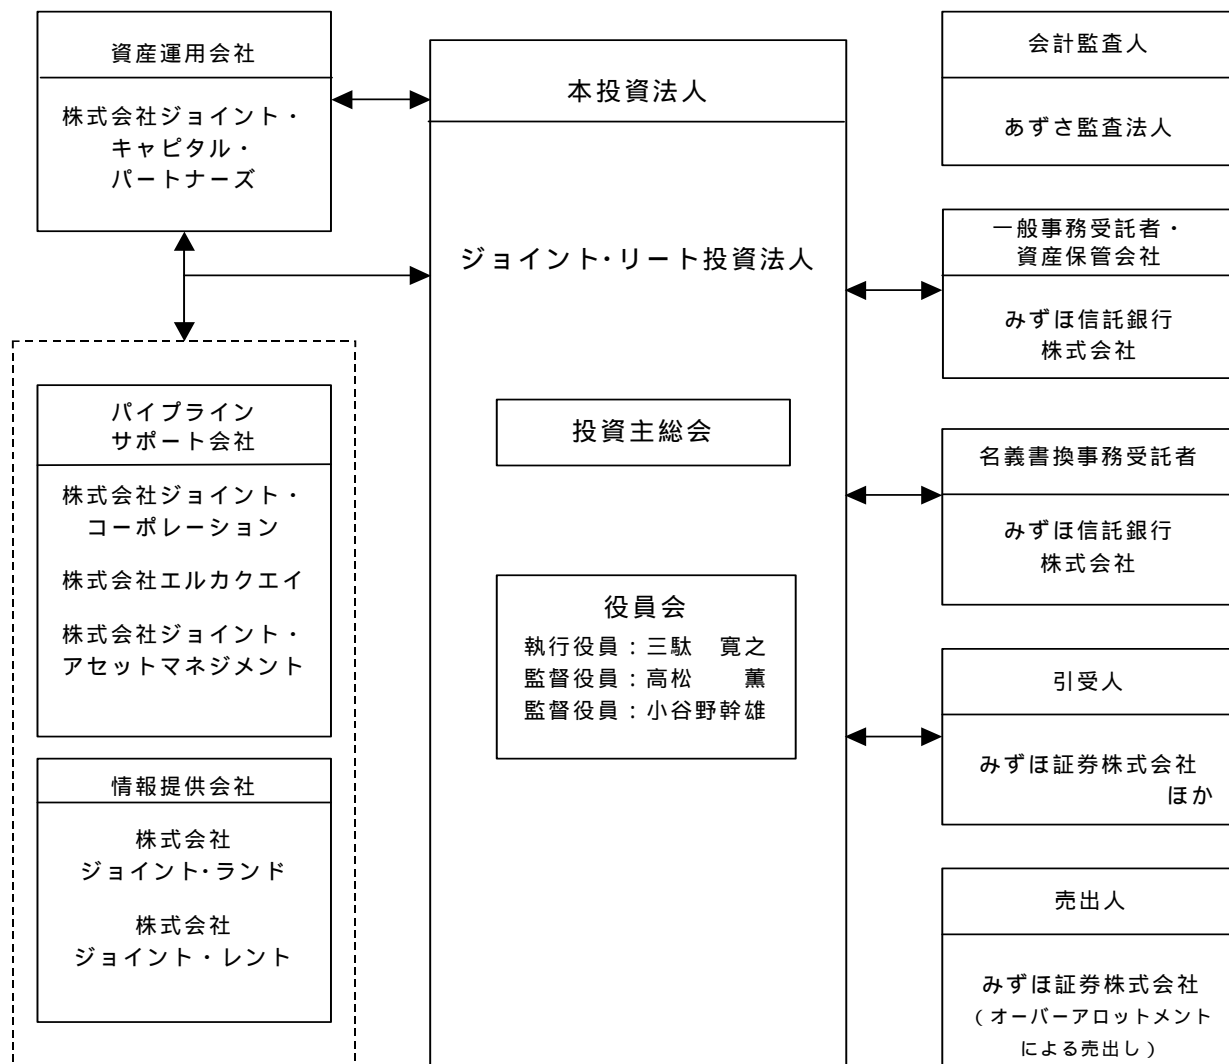 資産運用会社
株式会社ジョイント・
キャピタル・
パートナーズ
パイプライン
サポート会社
株式会社ジョイント・
コーポレーション
株式会社エルカクエイ
株式会社ジョイント・
アセットマネジメント
情報提供会社
株式会社
ジョイント・ランド
株式会社
ジョイント・レント
本投資法人
ジョイント・リート投資法人
投資主総会
役員会
執行役員：三駄　寛之
監督役員：高松　　薫
監督役員：小谷野幹雄
会計監査人
あずさ監査法人
一般事務受託者・
資産保管会社
みずほ信託銀行
株式会社
名義書換事務受託者
みずほ信託銀行
株式会社
引受人
みずほ証券株式会社
ほか
売出人
みずほ証券株式会社
（オーバーアロットメント
による売出し）